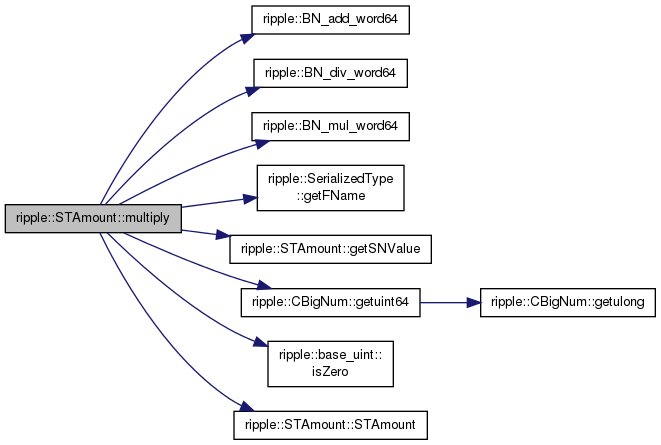 ripple::BN_add_word64
ripple::BN_div_word64
ripple::BN_mul_word64
ripple::SerializedType
::getFName
ripple::STAmount::multiply
ripple::STAmount::getSNValue
ripple::CBigNum::getuint64
ripple::CBigNum::getulong
ripple::base_uint::
isZero
ripple::STAmount::STAmount